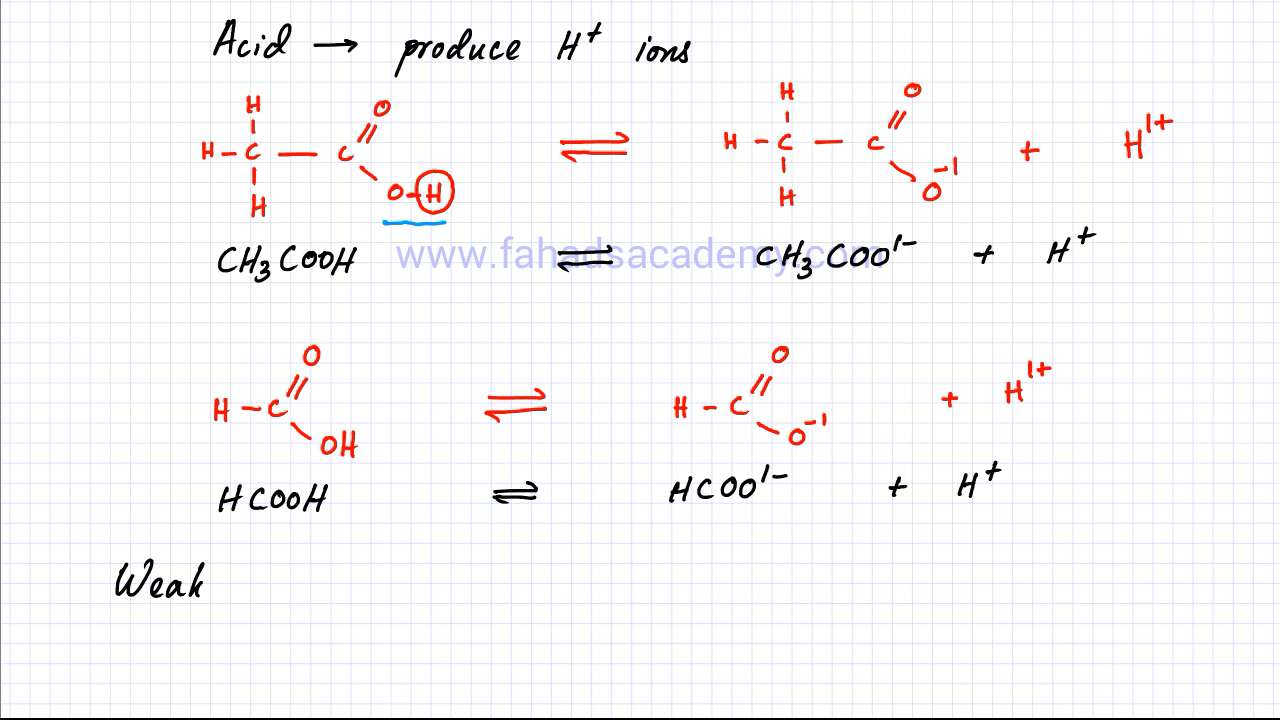 Acid → produce H⁺ ions
H O H O
H – C — C ⇌ H – C — C + H¹⁺
H O – H H O⁻¹
www.fahadsacademy.com
CH₃COOH ⇌ CH₃COO¹⁻ + H⁺
O O
H – C ⇌ H – C + H¹⁺
OH O⁻¹
HCOOH ⇌ HCOO¹⁻ + H⁺
Weak